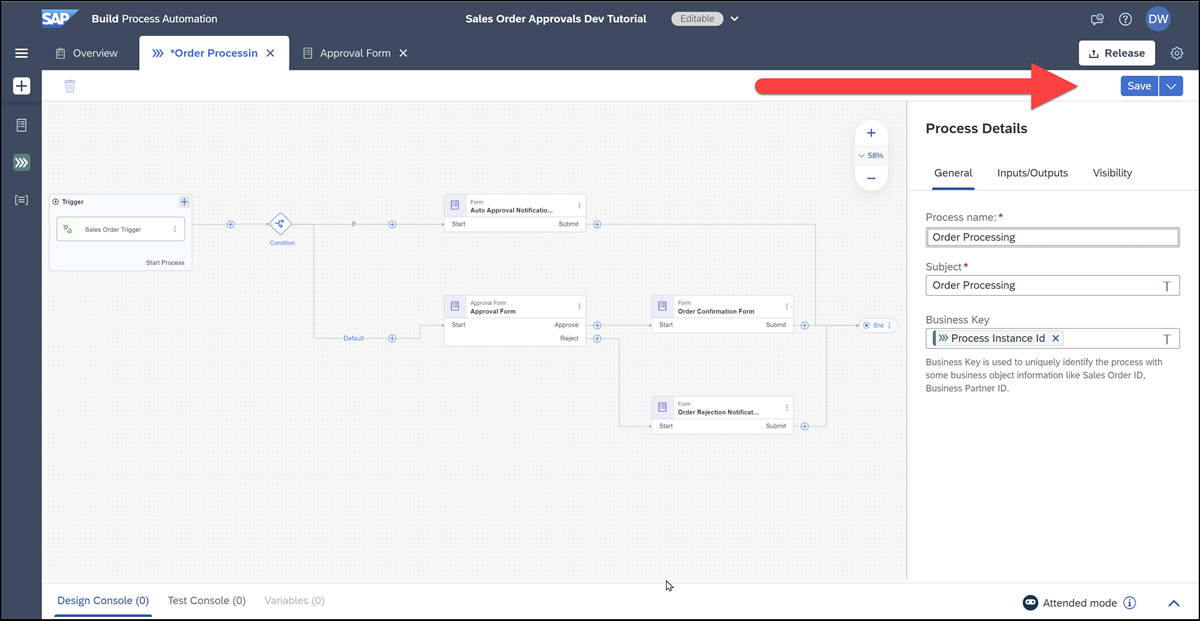 SAP Build Process Automation
Sales Order Approvals Dev Tutorial
Editable
DW
Overview
*Order Processin
Approval Form
Release
Save
58%
Trigger
Sales Order Trigger
Start Process
Condition
If
Default
Form
Auto Approval Notificatio...
Start Submit
Approval Form
Approval Form
Start Approve
Reject
Form
Order Confirmation Form
Start Submit
Form
Order Rejection Notificat...
Start Submit
End
Process Details
General Inputs/Outputs Visibility
Process name:*
Order Processing
Subject*
Order Processing
Business Key
Process Instance Id
Business Key is used to uniquely identify the process with
some business object information like Sales Order ID,
Business Partner ID.
Design Console (0) Test Console (0) Variables (0)
Attended mode